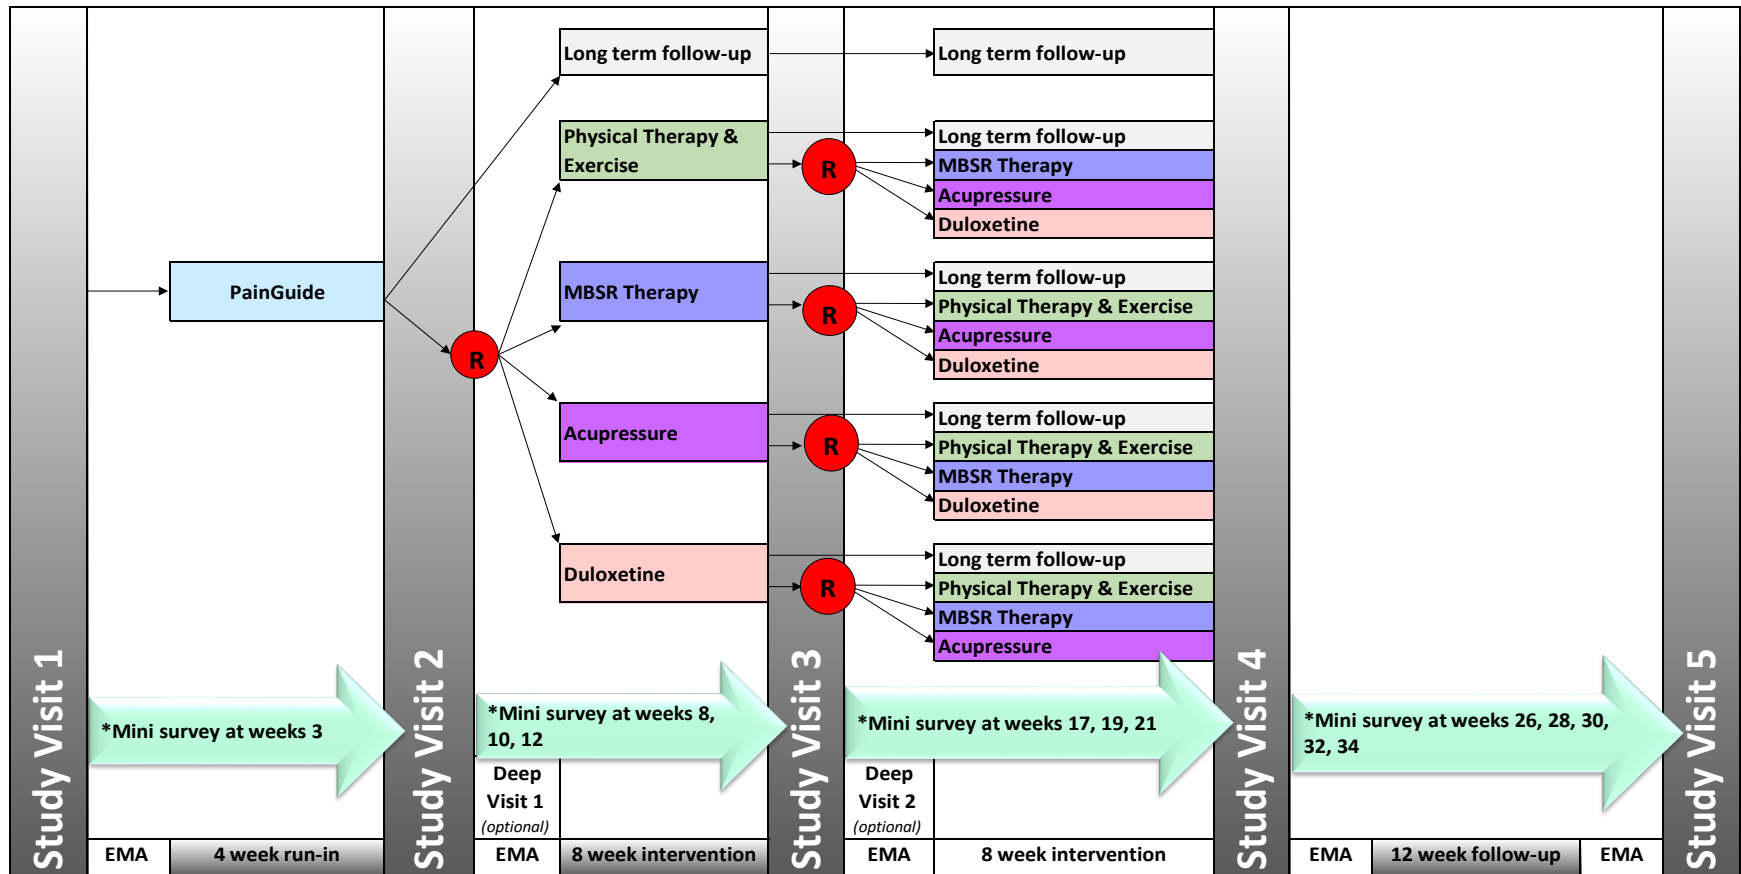 Study Visit 1
PainGuide
*Mini survey at weeks 3
EMA
4 week run-in
Study Visit 2
R
Long term follow-up
Physical Therapy &
Exercise
MBSR Therapy
Acupressure
Duloxetine
*Mini survey at weeks 8,
10, 12
Deep
Visit 1
(optional)
EMA
8 week intervention
Study Visit 3
R
R
R
R
Long term follow-up
Long term follow-up
MBSR Therapy
Acupressure
Duloxetine
Long term follow-up
Physical Therapy & Exercise
Acupressure
Duloxetine
Long term follow-up
Physical Therapy & Exercise
MBSR Therapy
Duloxetine
Long term follow-up
Physical Therapy & Exercise
MBSR Therapy
Acupressure
*Mini survey at weeks 17, 19, 21
Deep
Visit 2
(optional)
EMA
8 week intervention
Study Visit 4
*Mini survey at weeks 26, 28, 30,
32, 34
EMA
12 week follow-up
EMA
Study Visit 5